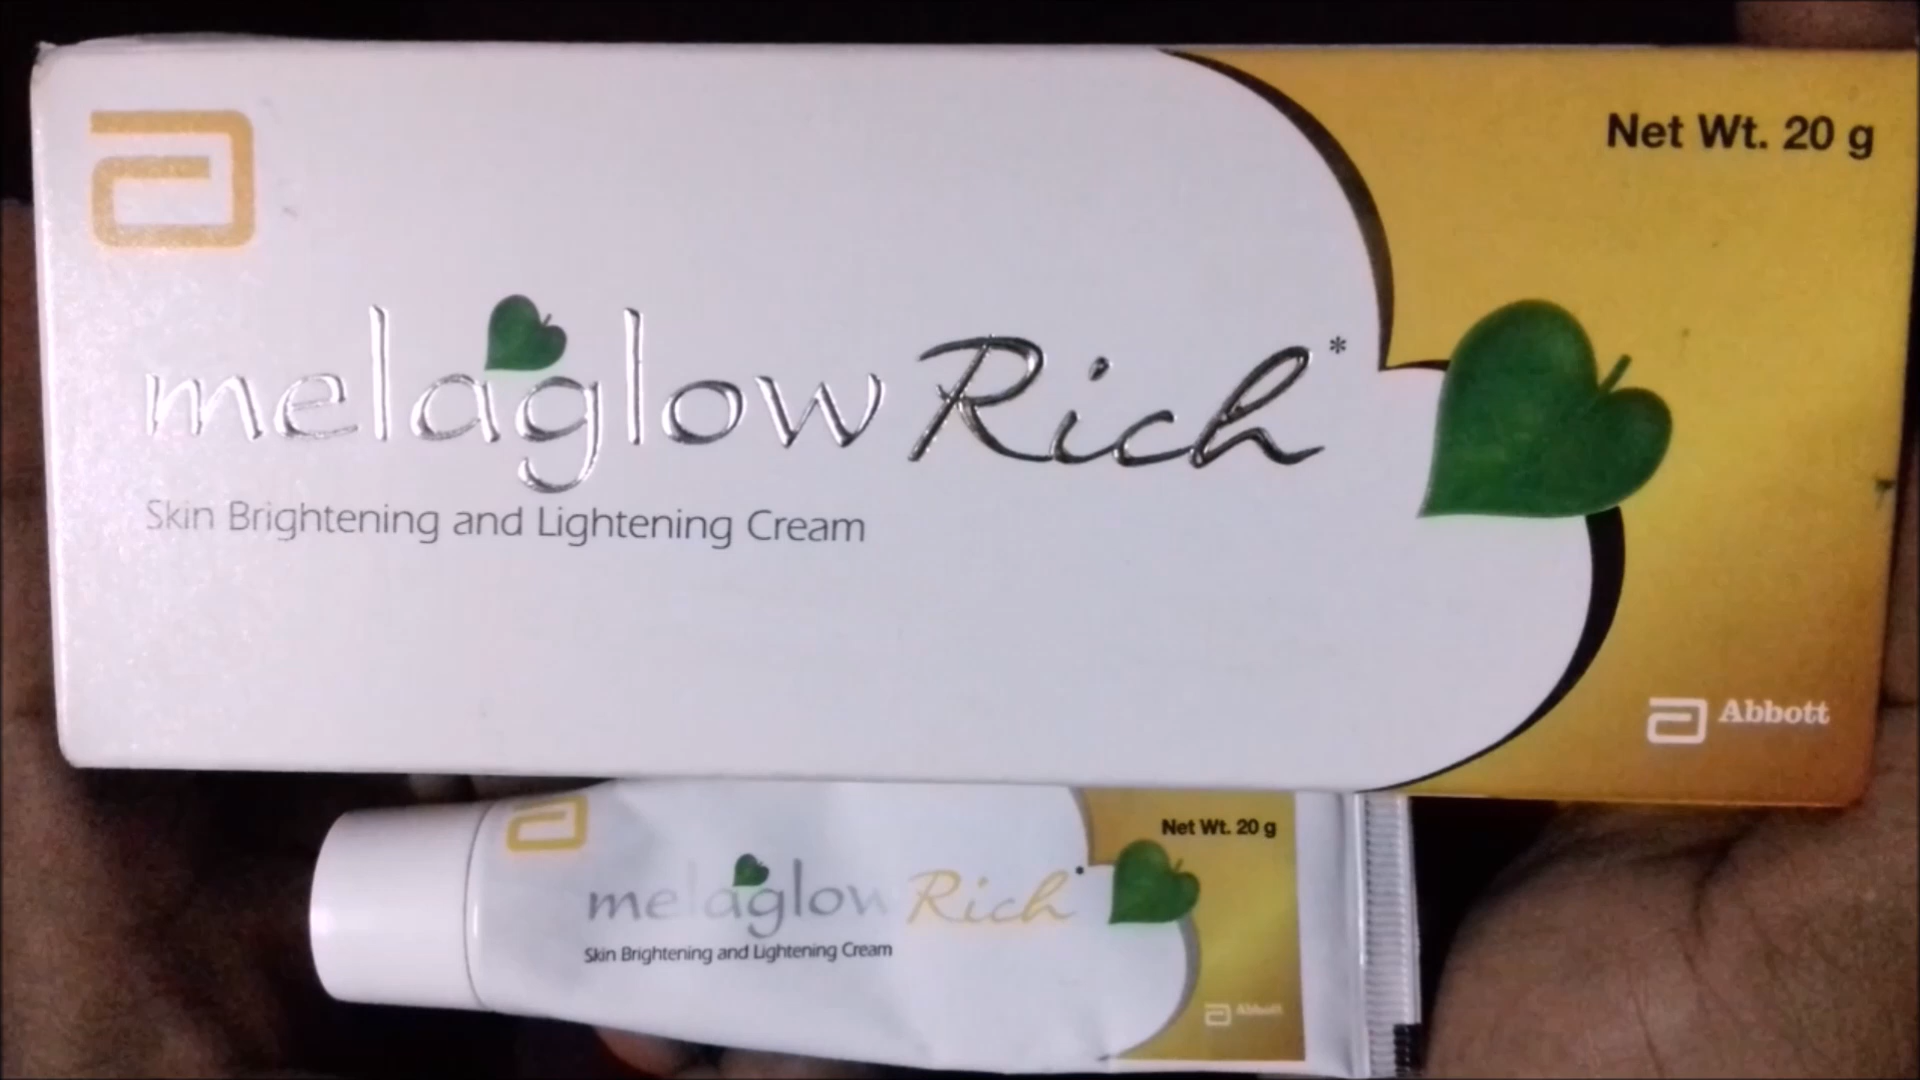 Net Wt. 20 g
melaglow Rich*
Skin Brightening and Lightening Cream
Abbott
Net Wt. 20 g
melaglow Rich*
Skin Brightening and Lightening Cream
Abbott